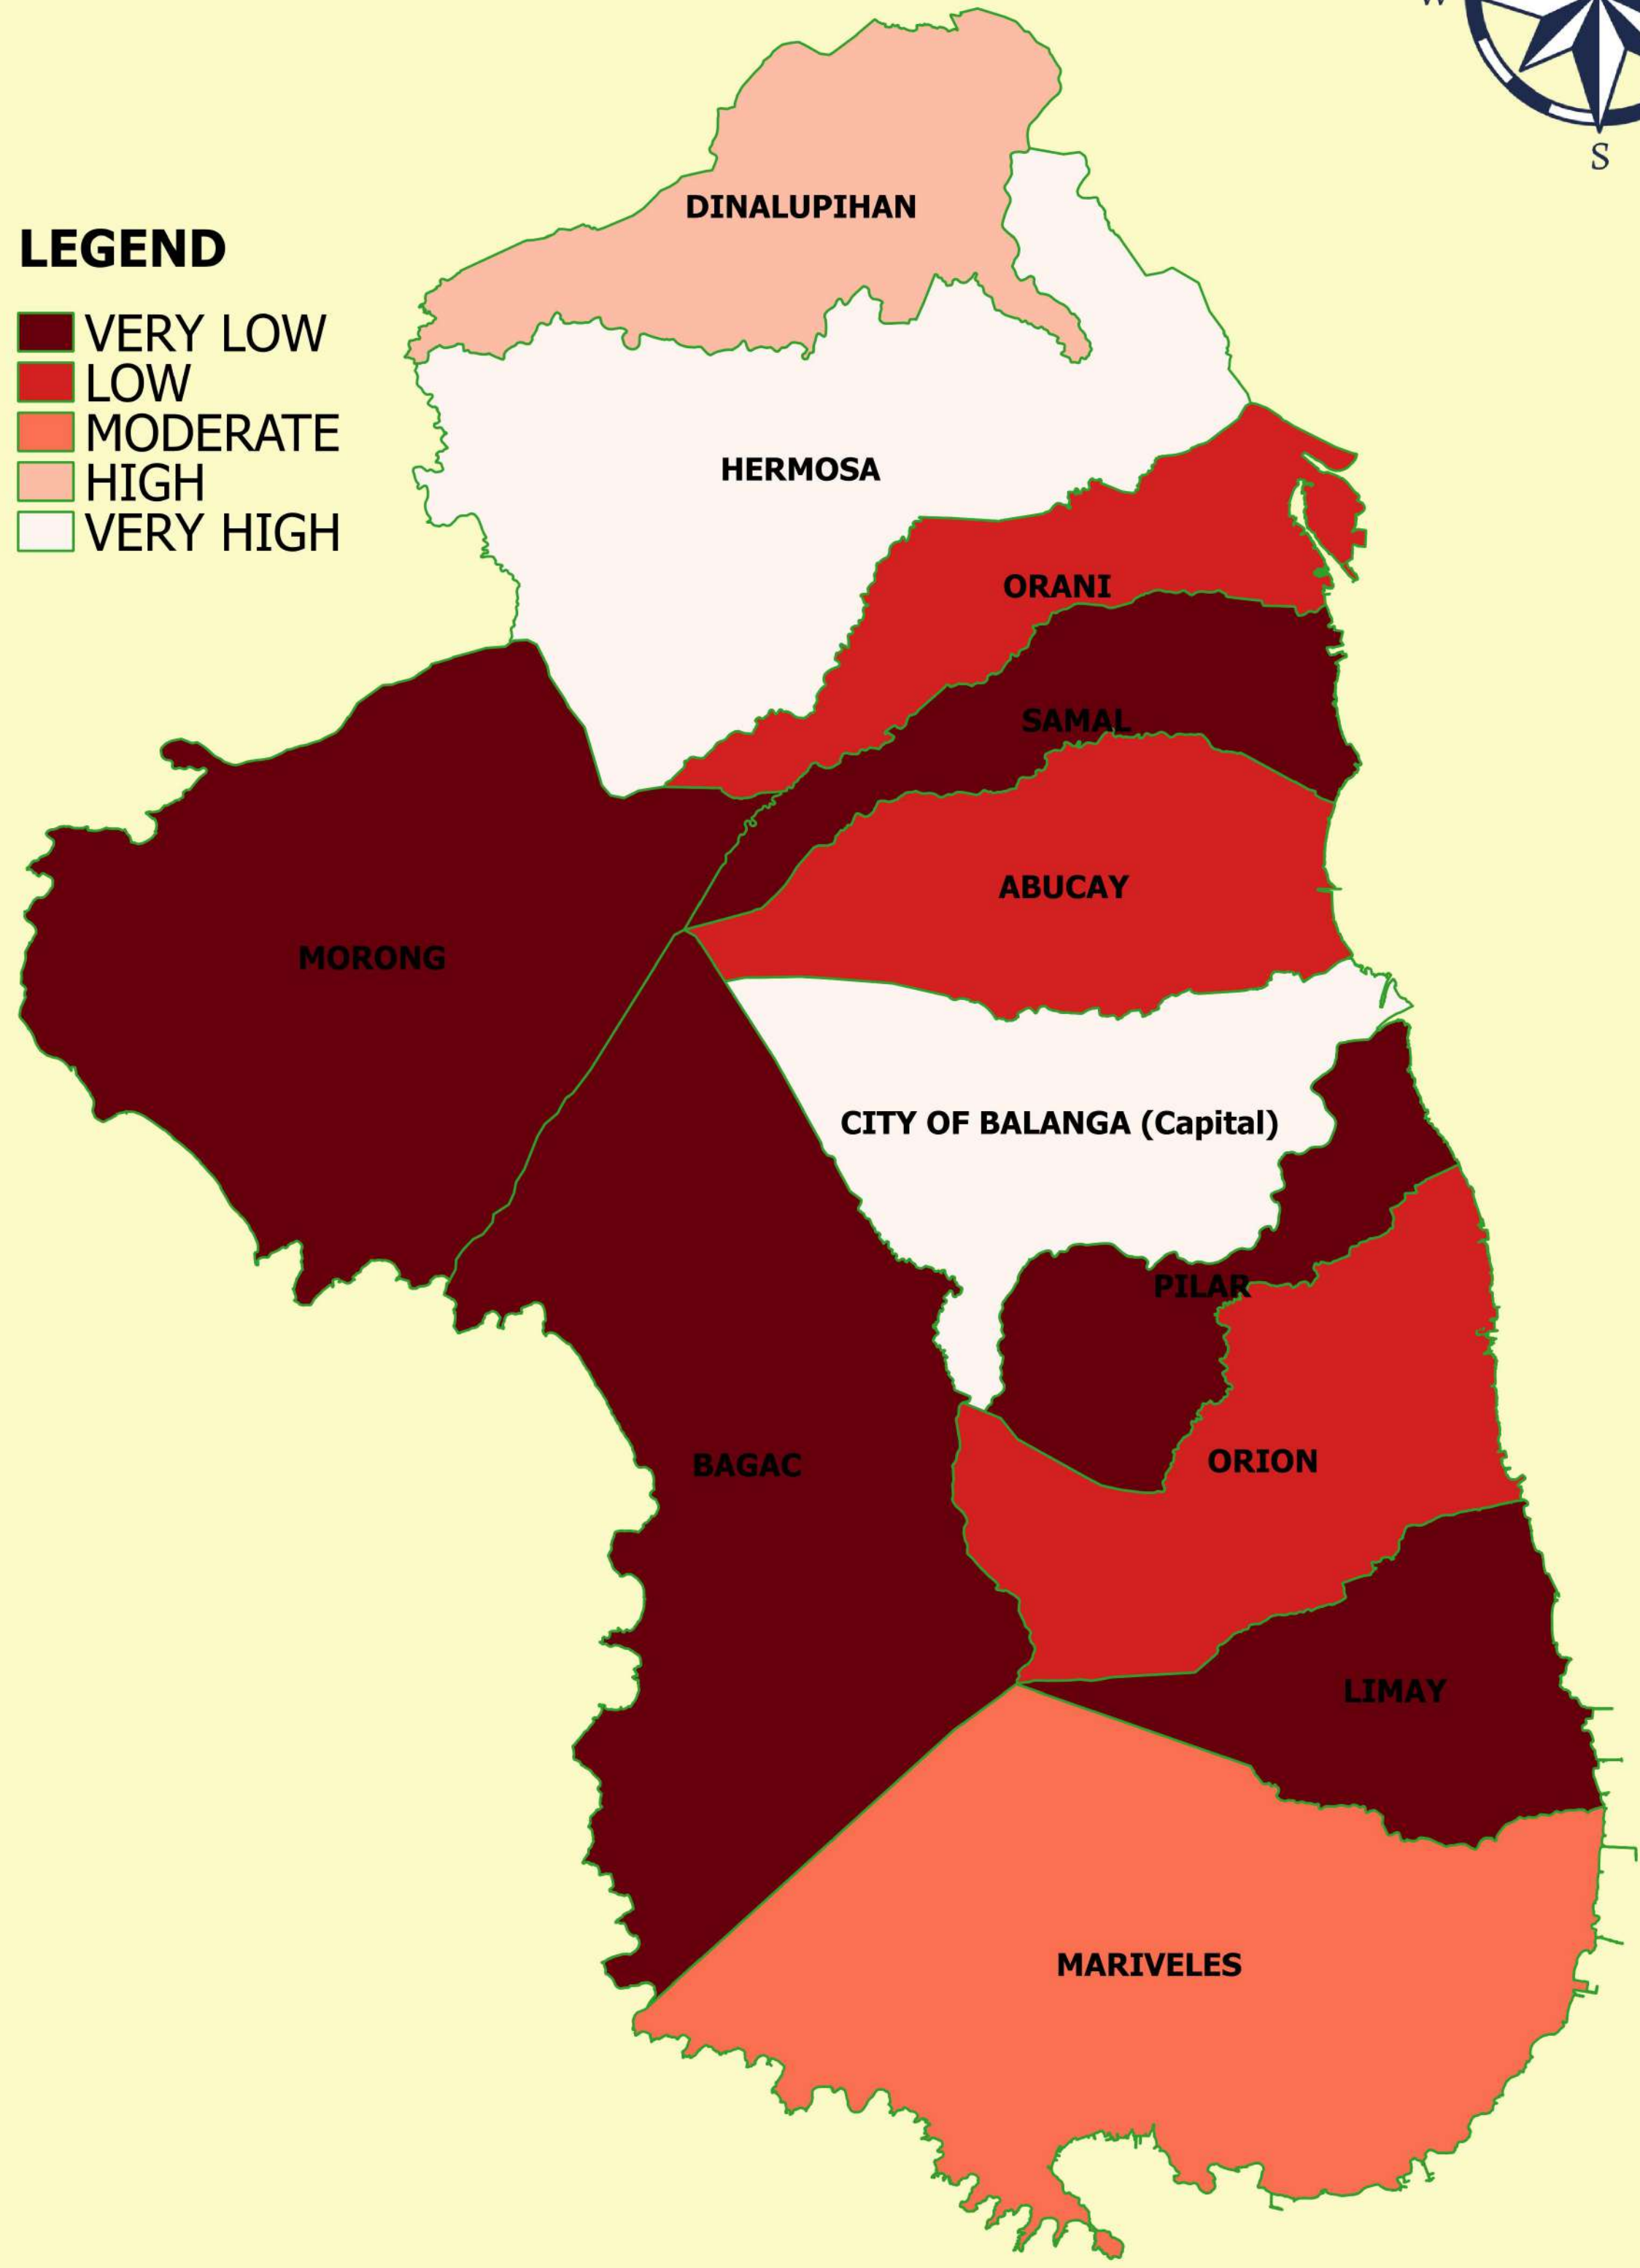 S
DINALUPIHAN
LEGEND
VERY LOW
LOW
MODERATE
HIGH
VERY HIGH
HERMOSA
ORANI
SAMAL
ABUCAY
MORONG
CITY OF BALANGA (Capital)
PILAR
ORION
BAGAC
LIMAY
MARIVELES